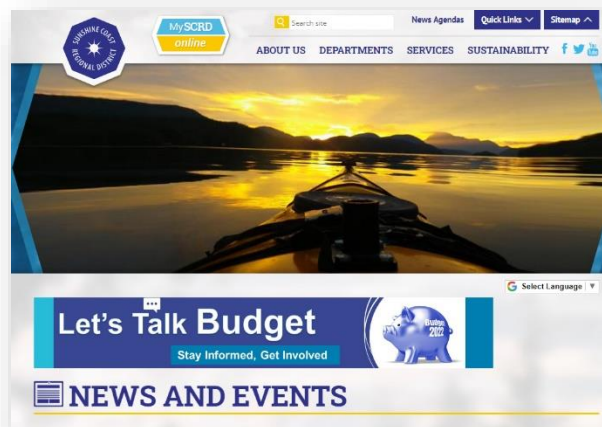 SUNSHINE COAST
REGIONAL DISTRICT
MySCRD
online
Search site
News Agendas
Quick Links
Sitemap
ABOUT US DEPARTMENTS SERVICES SUSTAINABILITY
Select Language
Let's Talk Budget
Stay Informed, Get Involved
Budget
2022
NEWS AND EVENTS